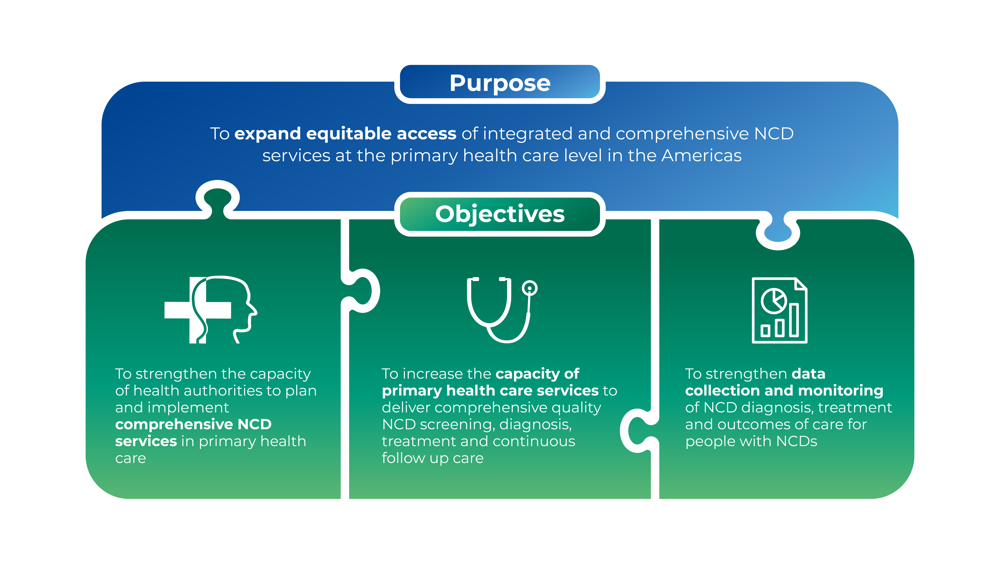 Purpose
To expand equitable access of integrated and comprehensive NCD
services at the primary health care level in the Americas
Objectives
To strengthen the capacity
of health authorities to plan
and implement
comprehensive NCD
services in primary health
care
To increase the capacity of
primary health care services to
deliver comprehensive quality
NCD screening, diagnosis,
treatment and continuous
follow up care
To strengthen data
collection and monitoring
of NCD diagnosis, treatment
and outcomes of care for
people with NCDs